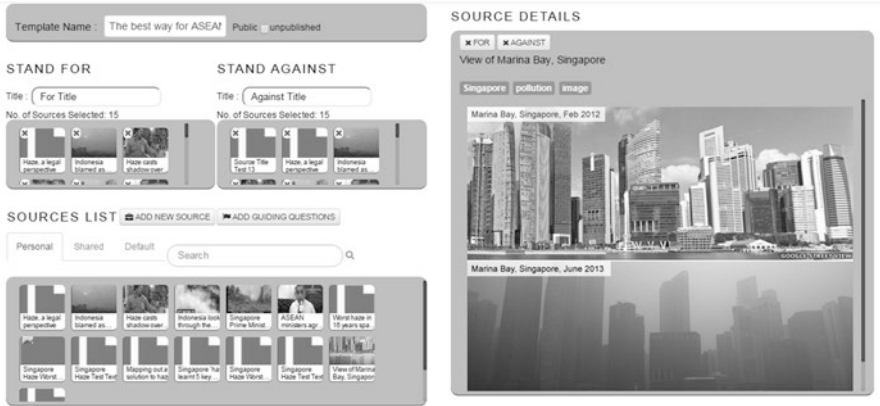 Template Name : The best way for ASEAN
Public unpublished
STAND FOR
Title : For Title
No. of Sources Selected: 15
Haze, a legal
perspective
Indonesia
blamed as...
Haze casts
shadow over...
STAND AGAINST
Title : Against Title
No. of Sources Selected: 15
Source Title
Test 13
Haze, a legal
perspective
Indonesia
blamed as...
SOURCES LIST
ADD NEW SOURCE
ADD GUIDING QUESTIONS
Personal
Shared
Default
Search
Haze, a legal
perspective
Indonesia
blamed as...
Haze casts
shadow over...
Indonesia look
through the ...
Singapore
Prime Minist...
ASEAN
ministers agr...
Worst haze in
16 years spa...
Singapore
Haze Worst...
Singapore
Haze Test Text
Mapping out a
solution to haz
Singapore 'ha
learnt 5 key ...
Singapore
Haze Worst...
Singapore
Haze Test Text
View of Marina
Bay, Singapore
SOURCE DETAILS
FOR
AGAINST
View of Marina Bay, Singapore
Singapore
pollution
image
Marina Bay, Singapore, Feb 2012
GOOGLE STREET VIEW
Marina Bay, Singapore, June 2013